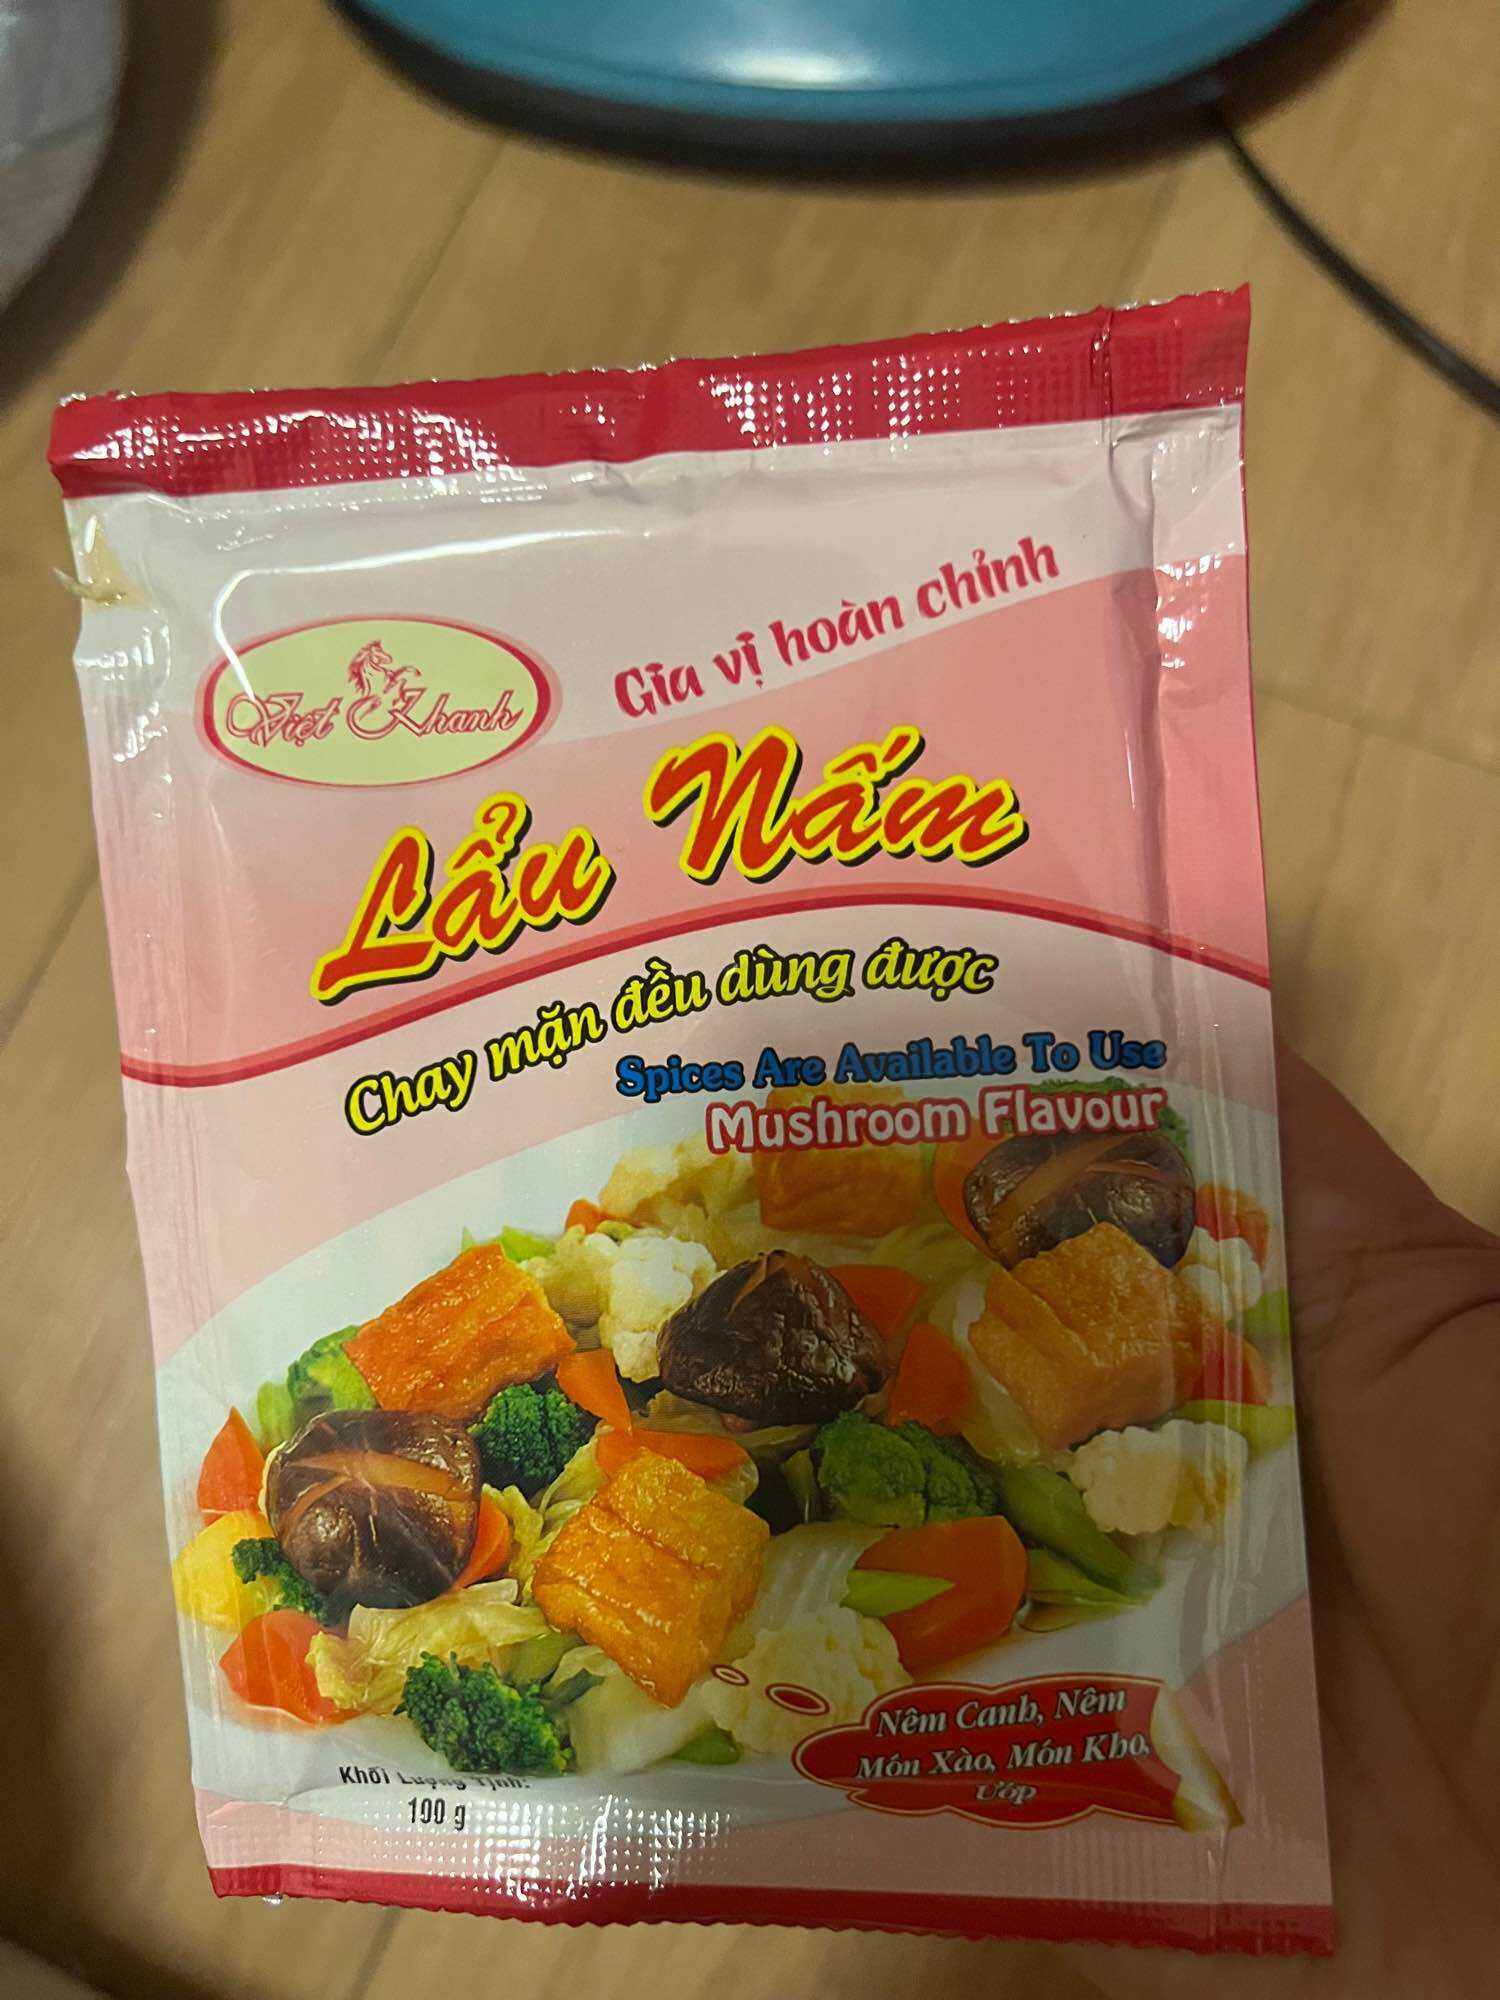 Việt Khanh
Gia vị hoàn chỉnh
Lẩu Nấm
Chay mặn đều dùng được
Spices Are Available To Use
Mushroom Flavour
Nêm Canh, Nêm
Món Xào, Món Kho,
Ướp
Khối Lượng Tịnh:
100 g